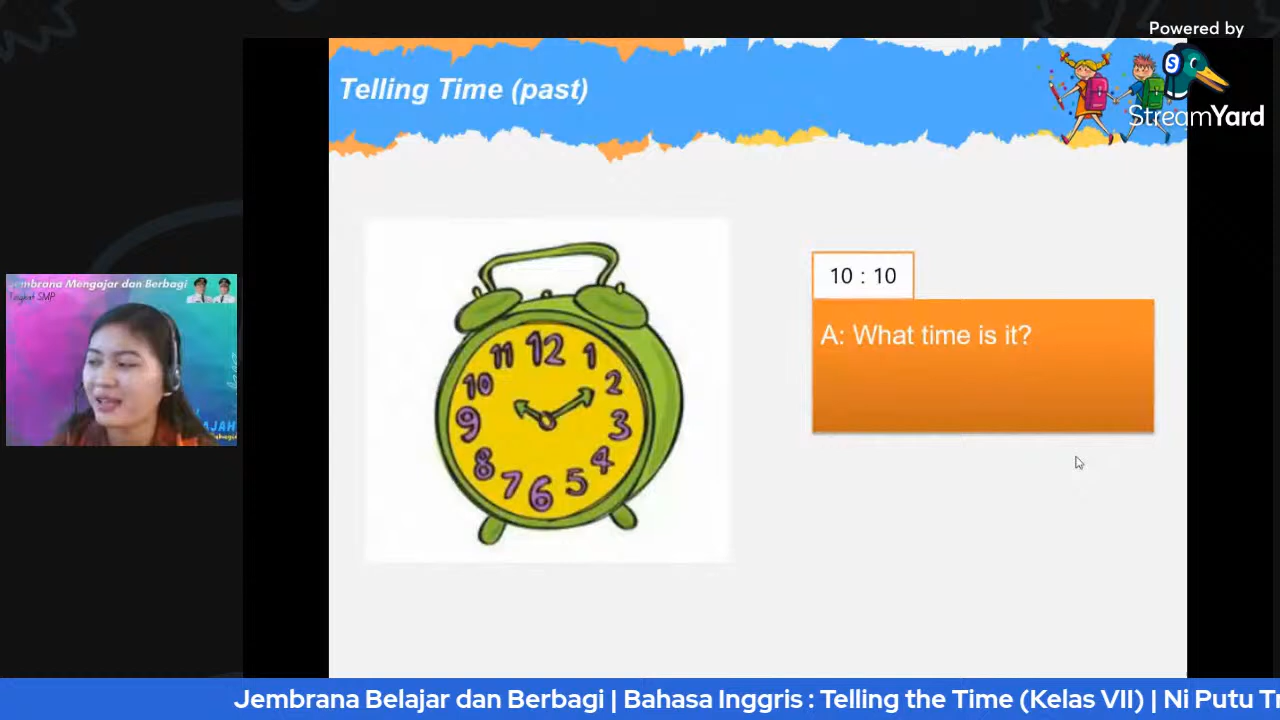 Powered by
StreamYard
Telling Time (past)
10 : 10
A: What time is it?
12
1
2
3
4
5
6
7
8
9
10
11
Jembrana Mengajar dan Berbagi
Tingkat SMP
Jembrana Belajar dan Berbagi | Bahasa Inggris : Telling the Time (Kelas VII) | Ni Putu